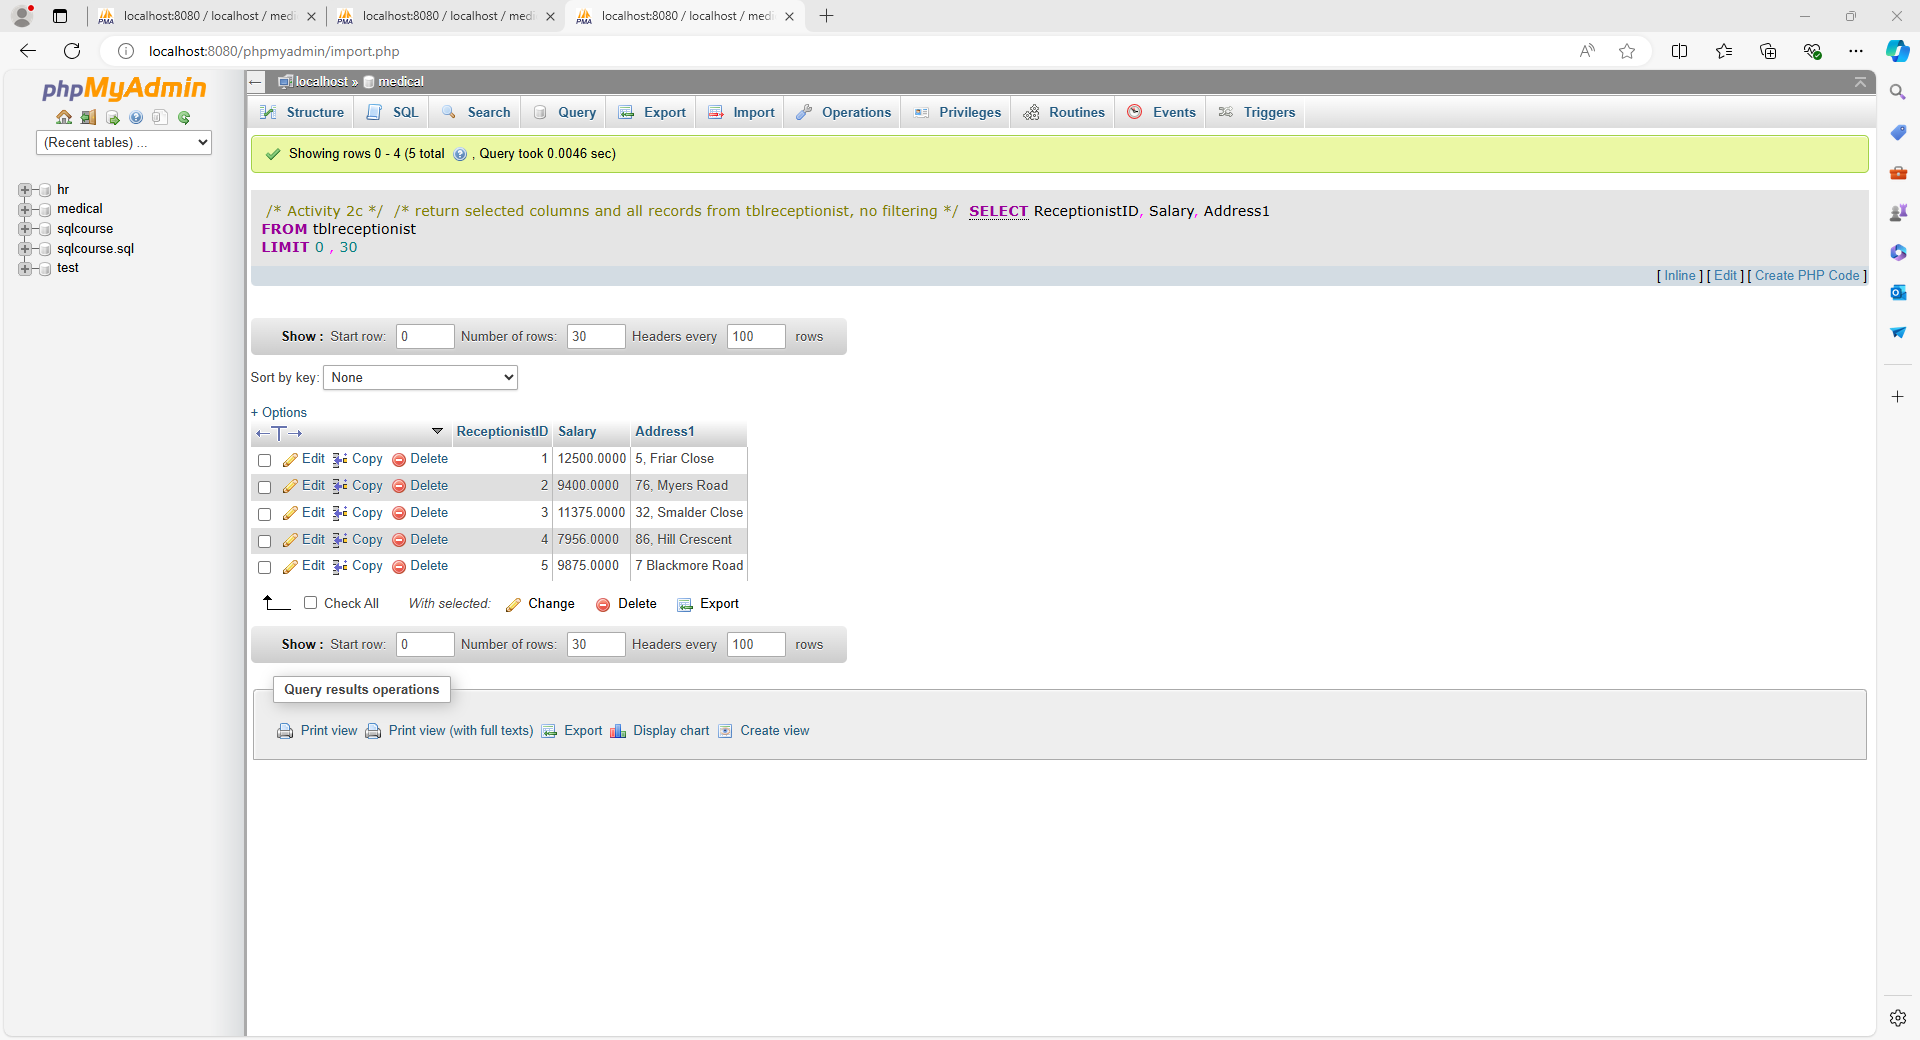 localhost:8080 / localhost / medi
localhost:8080 / localhost / med
localhost:8080 / localhost / medi
localhost:8080/phpmyadmin/import.php
phpMyAdmin
(Recent tables) ...
hr
medical
sqlcourse
sqlcourse.sql
test
localhost » medical
Structure SQL Search Query Export Import Operations Privileges Routines Events Triggers
Showing rows 0 - 4 (5 total , Query took 0.0046 sec)
/* Activity 2c */ /* return selected columns and all records from tblreceptionist, no filtering */ SELECT ReceptionistID, Salary, Address1
FROM tblreceptionist
LIMIT 0 , 30
[ Inline ] [ Edit ] [ Create PHP Code ]
Show : Start row: 0 Number of rows: 30 Headers every 100 rows
Sort by key: None
+ Options
←T→ ReceptionistID Salary Address1
Edit Copy Delete 1 12500.0000 5, Friar Close
Edit Copy Delete 2 9400.0000 76, Myers Road
Edit Copy Delete 3 11375.0000 32, Smalder Close
Edit Copy Delete 4 7956.0000 86, Hill Crescent
Edit Copy Delete 5 9875.0000 7 Blackmore Road
Check All With selected: Change Delete Export
Show : Start row: 0 Number of rows: 30 Headers every 100 rows
Query results operations
Print view Print view (with full texts) Export Display chart Create view